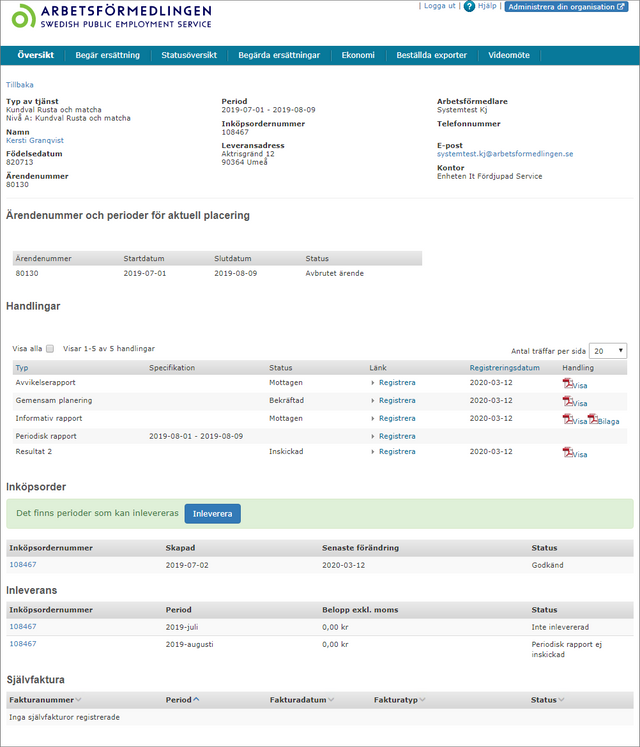 ARBETSFÖRMEDLINGEN
SWEDISH PUBLIC EMPLOYMENT SERVICE
| Logga ut | ? Hjälp | Administrera din organisation
Översikt Begär ersättning Statusöversikt Begärda ersättningar Ekonomi Beställda exporter Videomöte
Tillbaka
Typ av tjänst
Kundval Rusta och matcha
Nivå A: Kundval Rusta och matcha
Namn
Kersti Granqvist
Födelsedatum
820713
Ärendenummer
80130
Period
2019-07-01 - 2019-08-09
Inköpsordernummer
108467
Leveransadress
Aktrisgränd 12
90364 Umeå
Arbetsförmedlare
Systemtest Kj
Telefonnummer
E-post
systemtest.kj@arbetsformedlingen.se
Kontor
Enheten It Fördjupad Service
Ärendenummer och perioder för aktuell placering
Ärendenummer Startdatum Slutdatum Status
80130 2019-07-01 2019-08-09 Avbrutet ärende
Handlingar
Visa alla Visar 1-5 av 5 handlingar Antal träffar per sida 20
Typ Specifikation Status Länk Registreringsdatum Handling
Avvikelserapport Mottagen Registrera 2020-03-12 Visa
Gemensam planering Bekräftad Registrera 2020-03-12 Visa
Informativ rapport Mottagen Registrera 2020-03-12 Visa Bilaga
Periodisk rapport 2019-08-01 - 2019-08-09 Registrera
Resultat 2 Inskickad Registrera 2020-03-12 Visa
Inköpsorder
Det finns perioder som kan inlevereras Inleverera
Inköpsordernummer Skapad Senaste förändring Status
108467 2019-07-02 2020-03-12 Godkänd
Inleverans
Inköpsordernummer Period Belopp exkl. moms Status
108467 2019-juli 0,00 kr Inte inlevererad
108467 2019-augusti 0,00 kr Periodisk rapport ej
inskickad
Självfaktura
Fakturanummer Period Fakturadatum Fakturatyp Status
Inga självfakturor registrerade